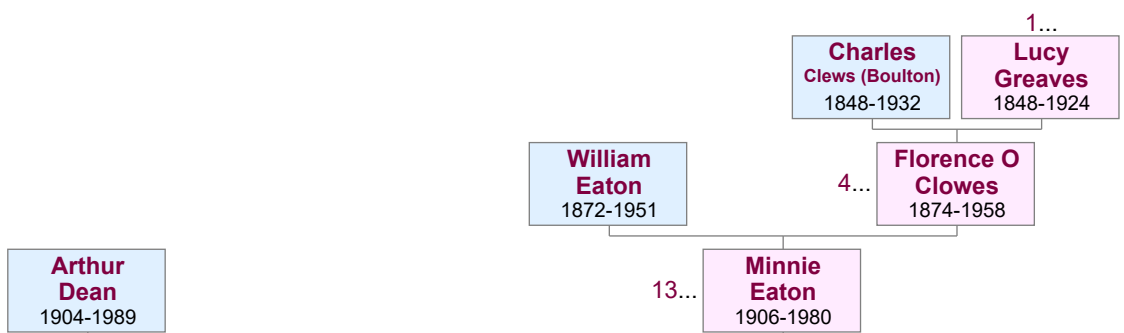 1...
Charles
Clews (Boulton)
1848-1932
Lucy
Greaves
1848-1924
William
Eaton
1872-1951
4...
Florence O
Clowes
1874-1958
Arthur
Dean
1904-1989
13...
Minnie
Eaton
1906-1980